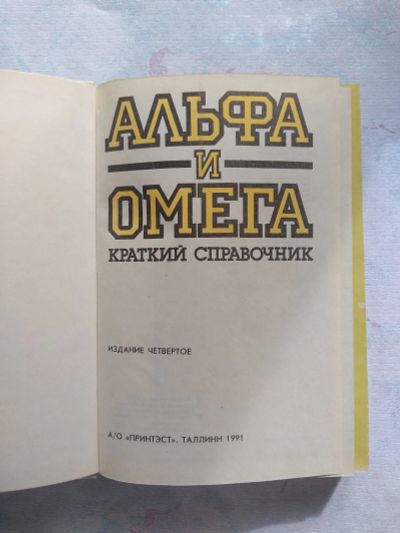 АЛЬФА
И
ОМЕГА
КРАТКИЙ СПРАВОЧНИК
ИЗДАНИЕ ЧЕТВЕРТОЕ
А/О «ПРИНТЭСТ». ТАЛЛИНН 1991